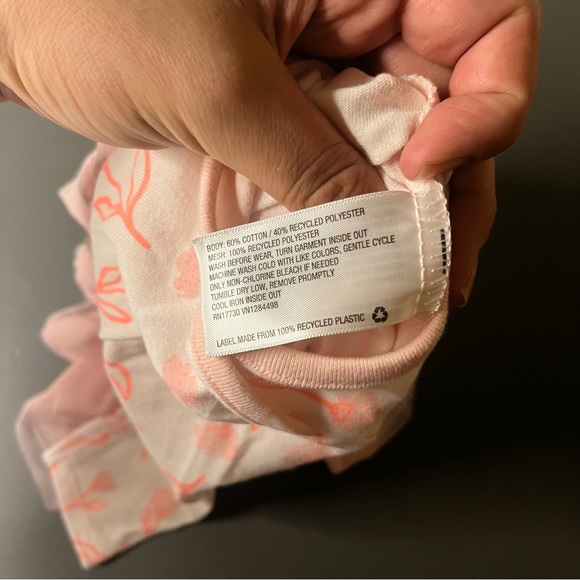 BODY: 60% COTTON / 40% RECYCLED POLYESTER
MESH: 100% RECYCLED POLYESTER
WASH BEFORE WEAR, TURN GARMENT INSIDE OUT
MACHINE WASH COLD WITH LIKE COLORS, GENTLE CYCLE
ONLY NON-CHLORINE BLEACH IF NEEDED
TUMBLE DRY LOW, REMOVE PROMPTLY
COOL IRON INSIDE OUT
RN17730 VN1284498
LABEL MADE FROM 100% RECYCLED PLASTIC